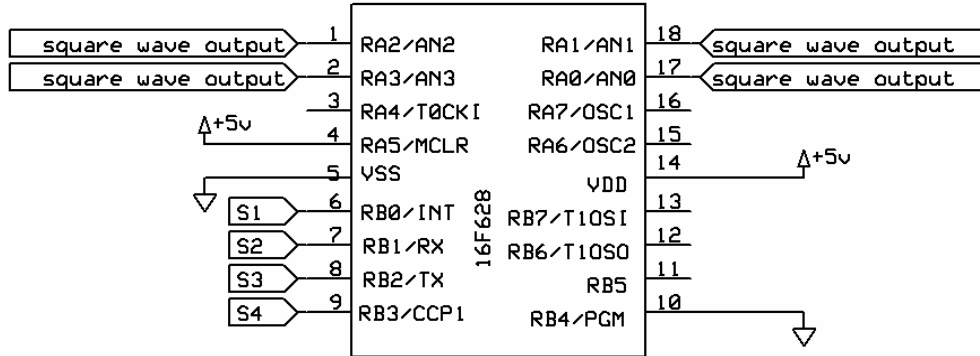 square wave output 1 RA2/AN2 RA1/AN1 18 square wave output
square wave output 2 RA3/AN3 RA0/AN0 17 square wave output
3 RA4/T0CKI RA7/OSC1 16
+5v 4 RA5/MCLR RA6/OSC2 15
5 VSS VDD 14 +5v
S1 6 RB0/INT RB7/T1OSI 13
S2 7 RB1/RX RB6/T1OSO 12
S3 8 RB2/TX RB5 11
S4 9 RB3/CCP1 RB4/PGM 10
16F628